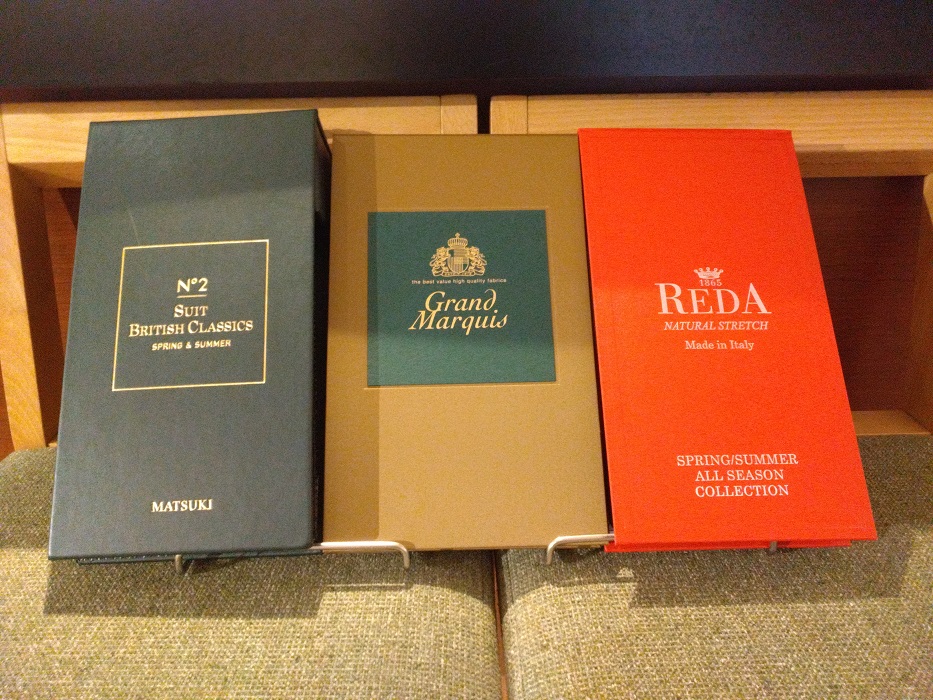 Nº2
SUIT
BRITISH CLASSICS
SPRING & SUMMER
MATSUKI
the best value high quality fabrics
Grand
Marquis
1865
REDA
NATURAL STRETCH
Made in Italy
SPRING/SUMMER
ALL SEASON
COLLECTION